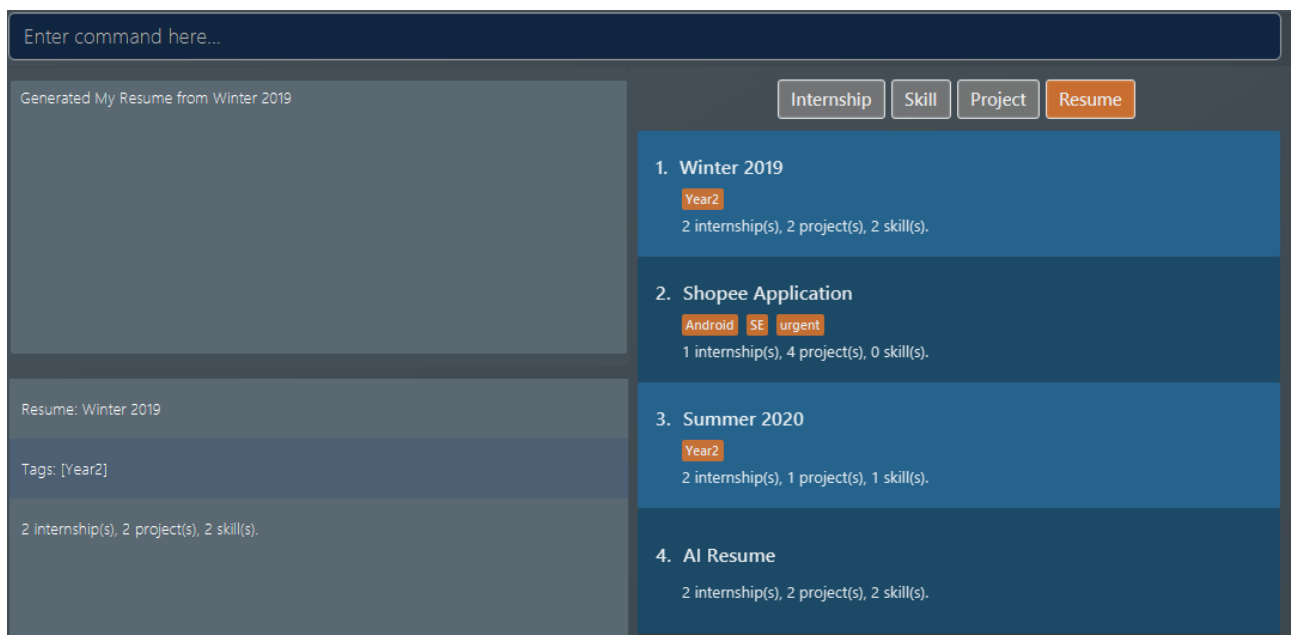 Enter command here...
Generated My Resume from Winter 2019
Resume: Winter 2019
Tags: [Year2]
2 internship(s), 2 project(s), 2 skill(s).
Internship Skill Project Resume
1. Winter 2019
Year2
2 internship(s), 2 project(s), 2 skill(s).
2. Shopee Application
Android SE urgent
1 internship(s), 4 project(s), 0 skill(s).
3. Summer 2020
Year2
2 internship(s), 1 project(s), 1 skill(s).
4. AI Resume
2 internship(s), 2 project(s), 2 skill(s).